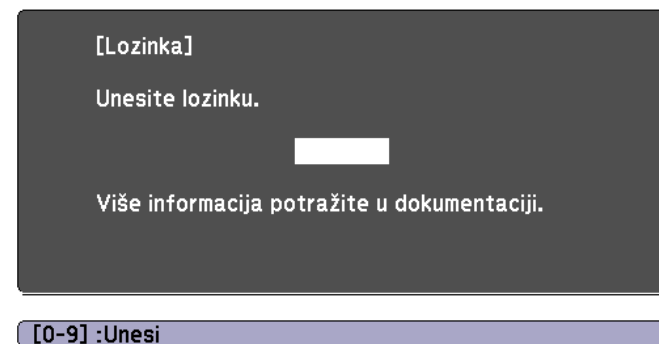 [Lozinka]
Unesite lozinku.
Više informacija potražite u dokumentaciji.
[0-9] :Unesi